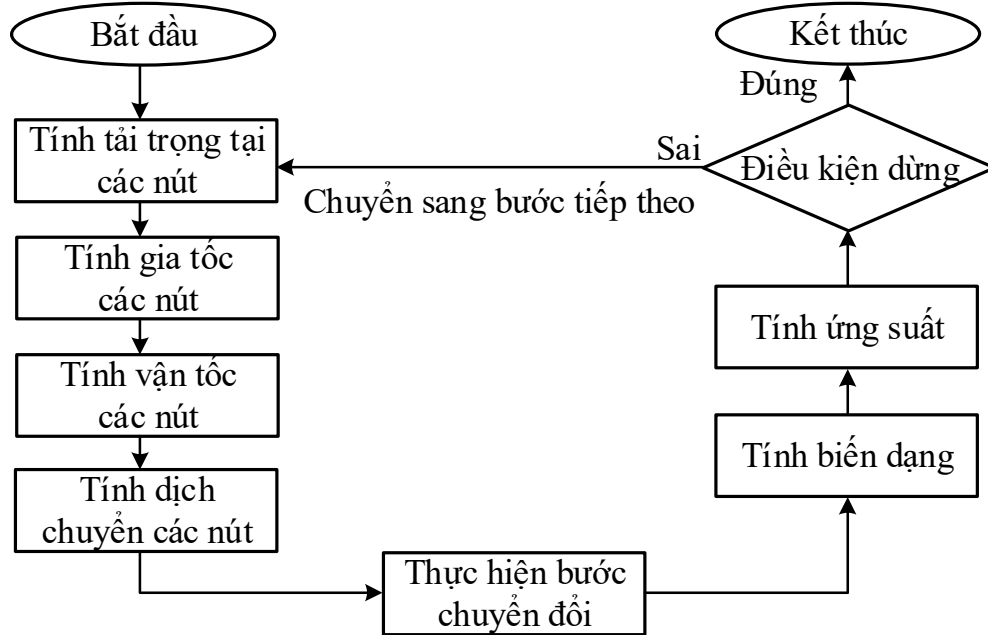 Bắt đầu
Tính tải trọng tại
các nút
Tính gia tốc
các nút
Tính vận tốc
các nút
Tính dịch
chuyển các nút
Thực hiện bước
chuyển đổi
Tính biến dạng
Tính ứng suất
Điều kiện dừng
Sai
Chuyển sang bước tiếp theo
Đúng
Kết thúc